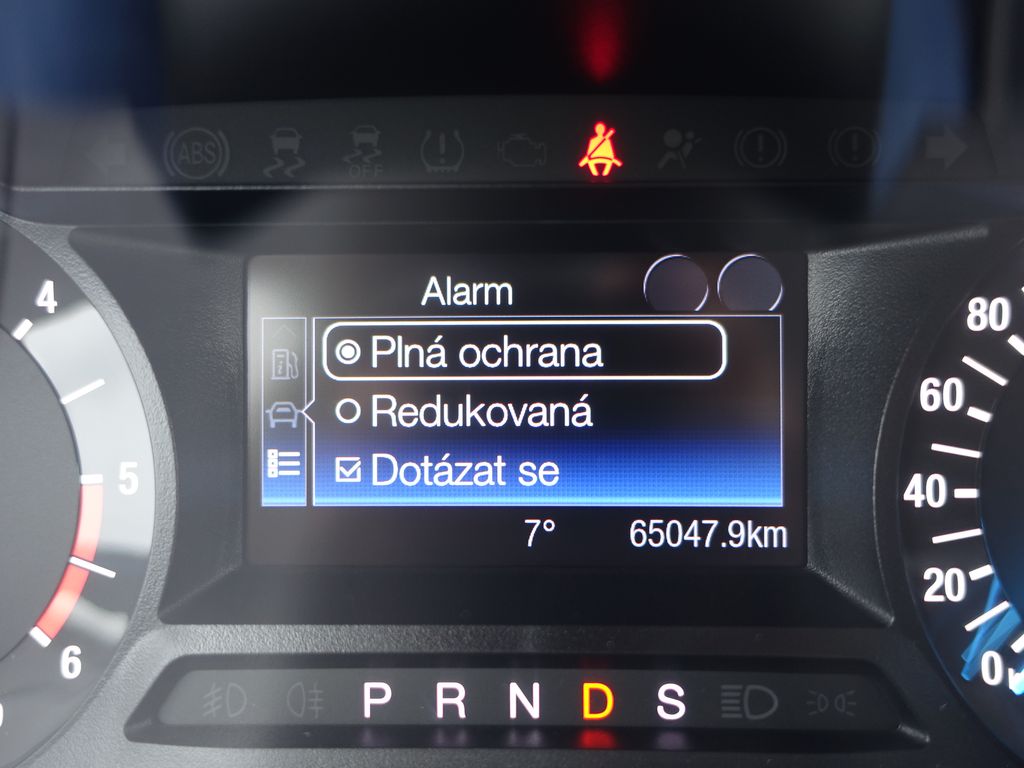 ABS
OFF
Alarm
Plná ochrana
Redukovaná
Dotázat se
7° 65047.9km
4
5
6
80
60
40
20
0
P R N D S